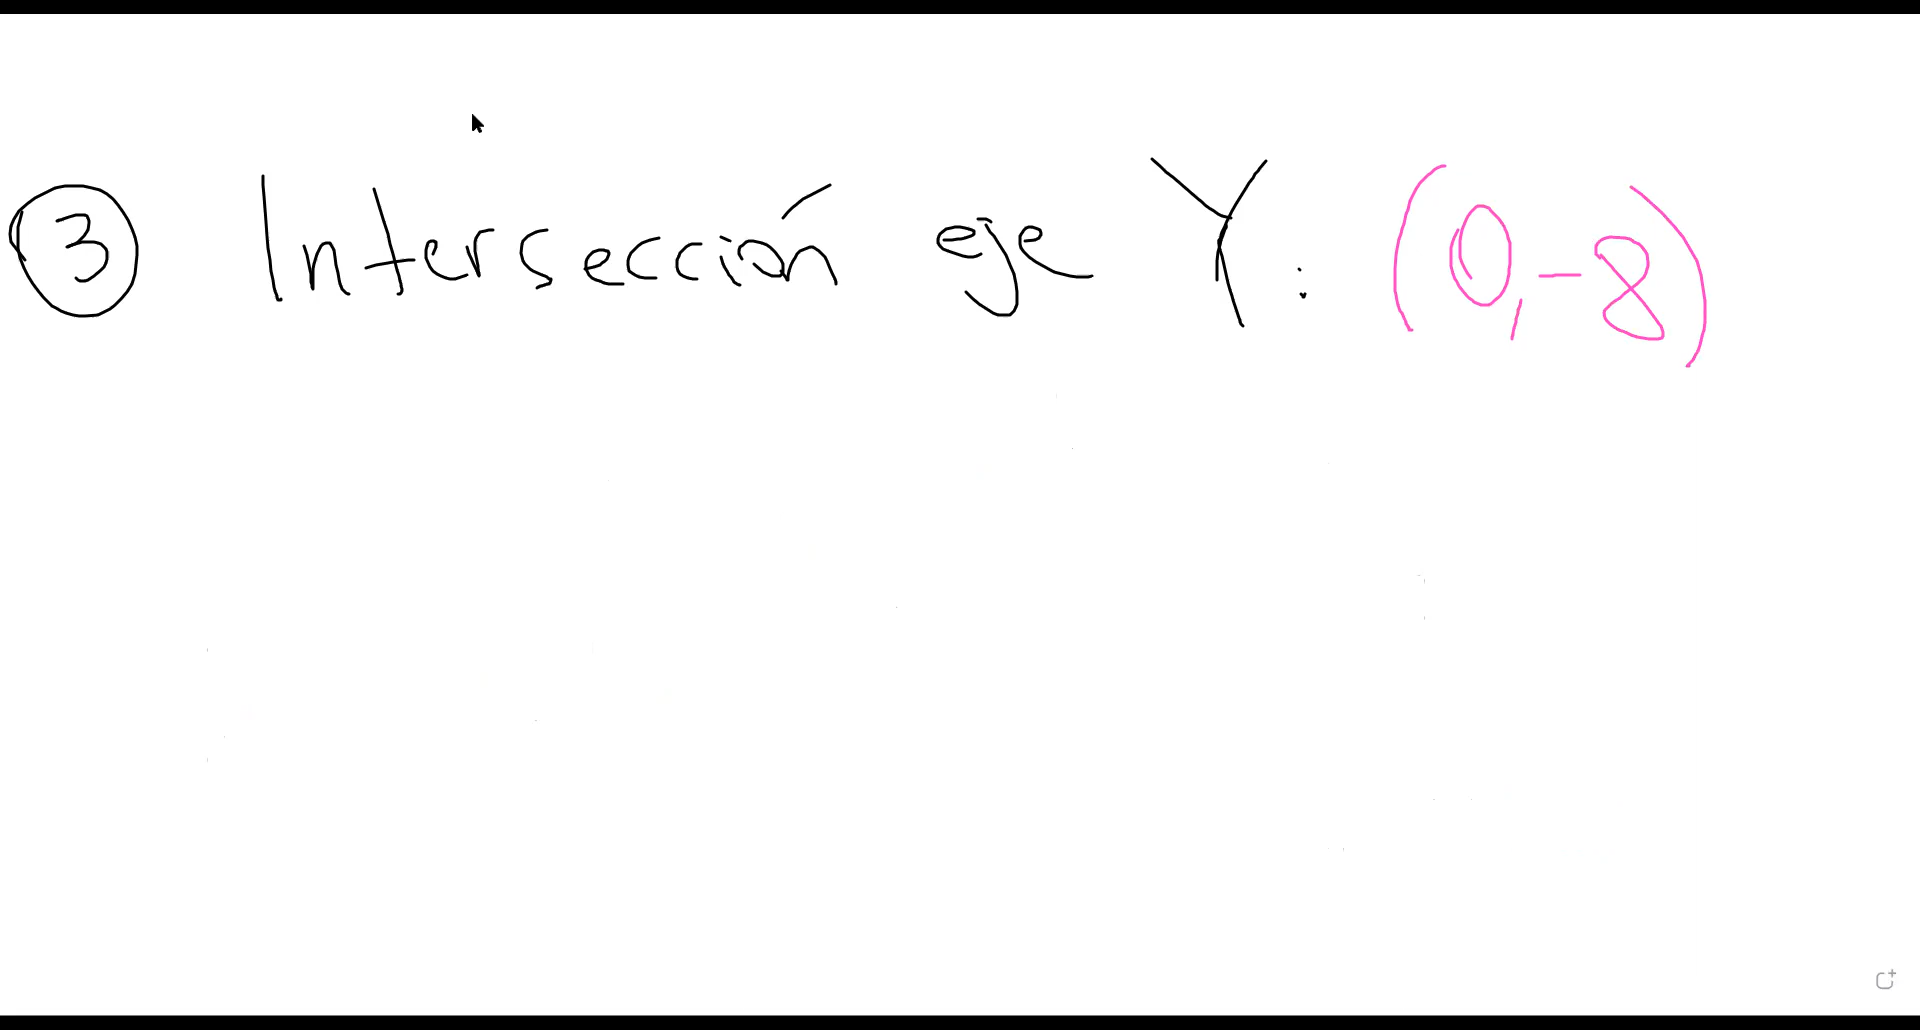 ③ Intersección eje Y: (0,-8)